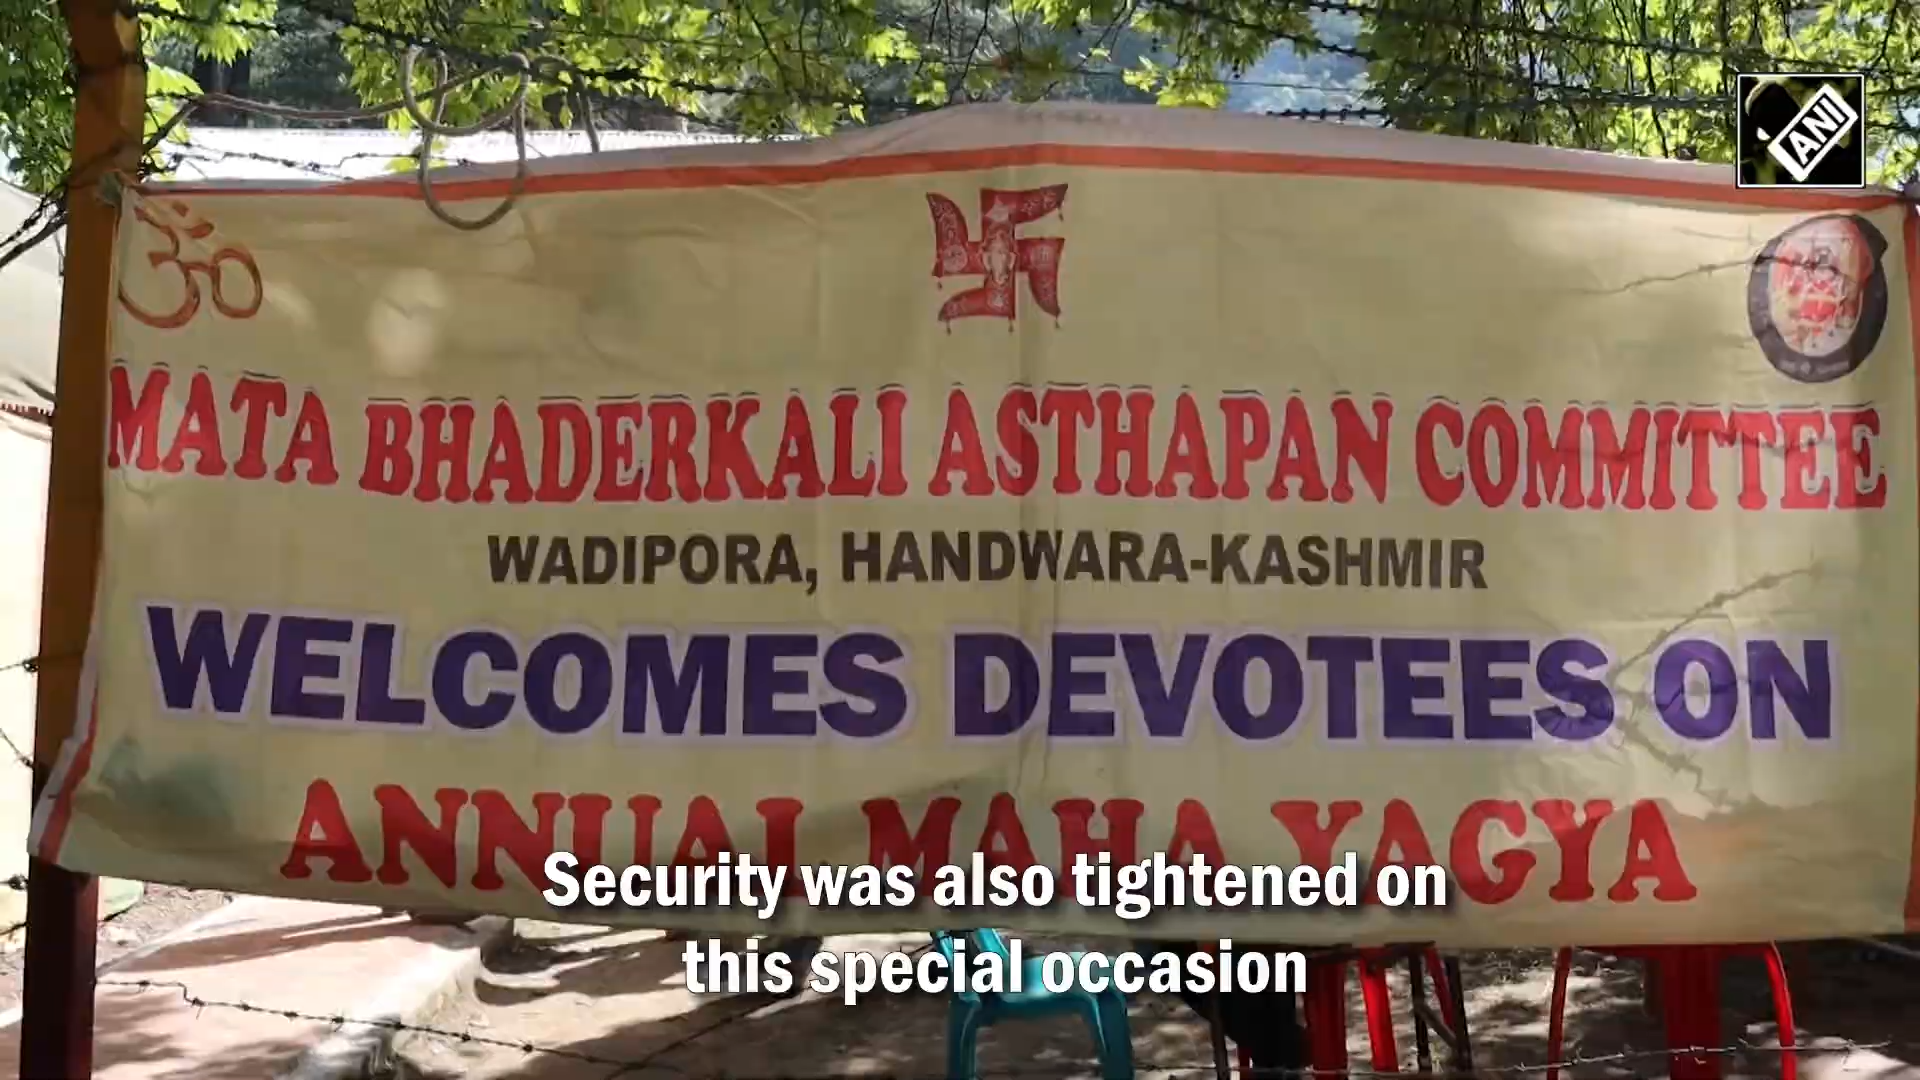 ANI
ॐ
MATA BHADERKALI ASTHAPAN COMMITTEE
WADIPORA, HANDWARA-KASHMIR
WELCOMES DEVOTEES ON
ANNUAL MAHA YAGYA
Security was also tightened on
this special occasion